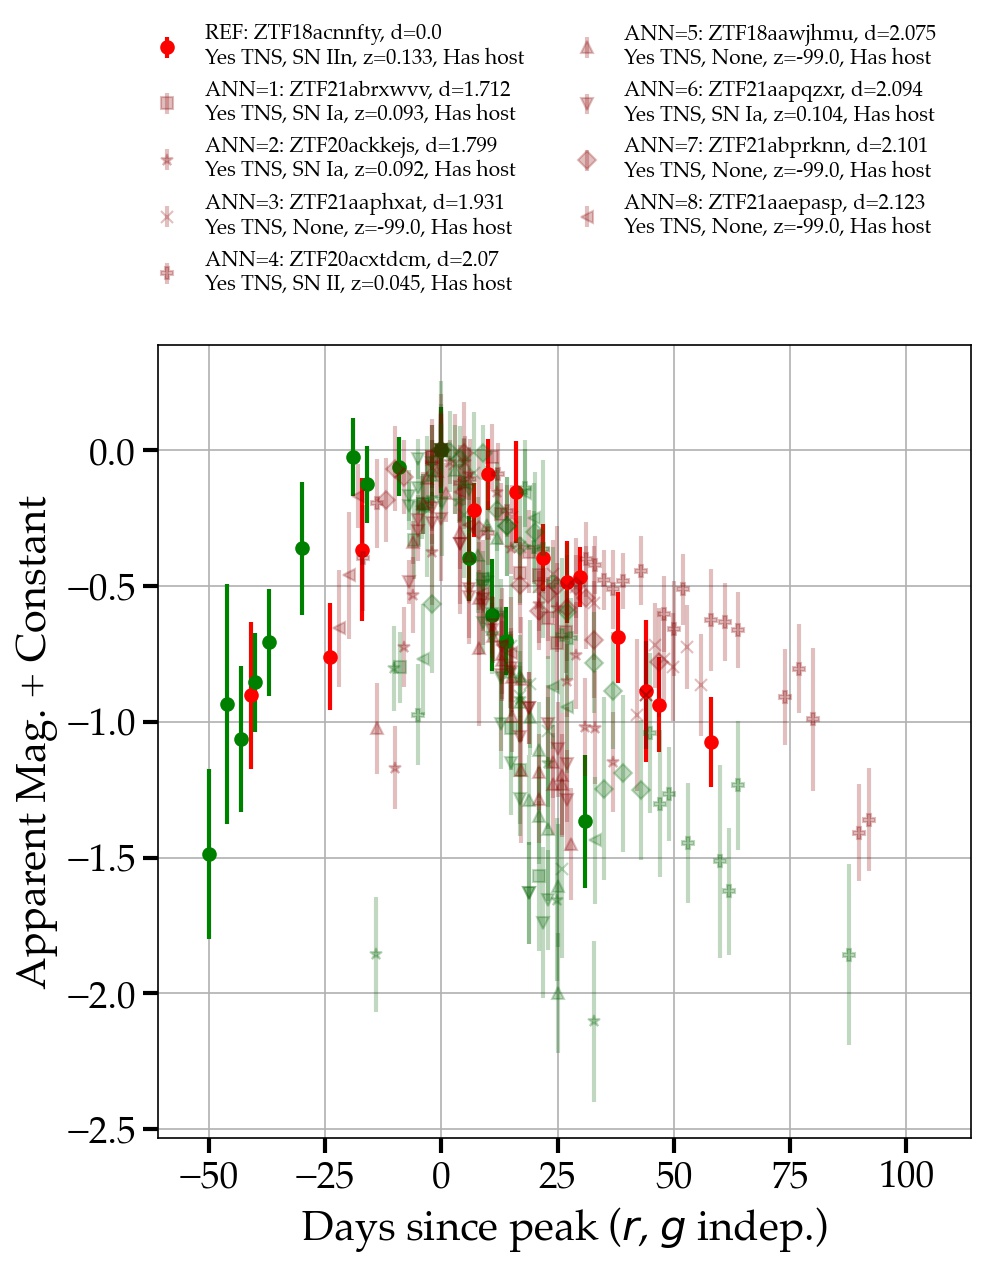 REF: ZTF18acnnfty, d=0.0
Yes TNS, SN IIn, z=0.133, Has host
ANN=1: ZTF21abrxwvv, d=1.712
Yes TNS, SN Ia, z=0.093, Has host
ANN=2: ZTF20ackkejs, d=1.799
Yes TNS, SN Ia, z=0.092, Has host
ANN=3: ZTF21aaphxat, d=1.931
Yes TNS, None, z=-99.0, Has host
ANN=4: ZTF20acxtdcm, d=2.07
Yes TNS, SN II, z=0.045, Has host
ANN=5: ZTF18aawjhmu, d=2.075
Yes TNS, None, z=-99.0, Has host
ANN=6: ZTF21aapqzxr, d=2.094
Yes TNS, SN Ia, z=0.104, Has host
ANN=7: ZTF21abprknn, d=2.101
Yes TNS, None, z=-99.0, Has host
ANN=8: ZTF21aaepasp, d=2.123
Yes TNS, None, z=-99.0, Has host
Apparent Mag. + Constant
0.0
−0.5
−1.0
−1.5
−2.0
−2.5
−50
−25
0
25
50
75
100
Days since peak (r, g indep.)